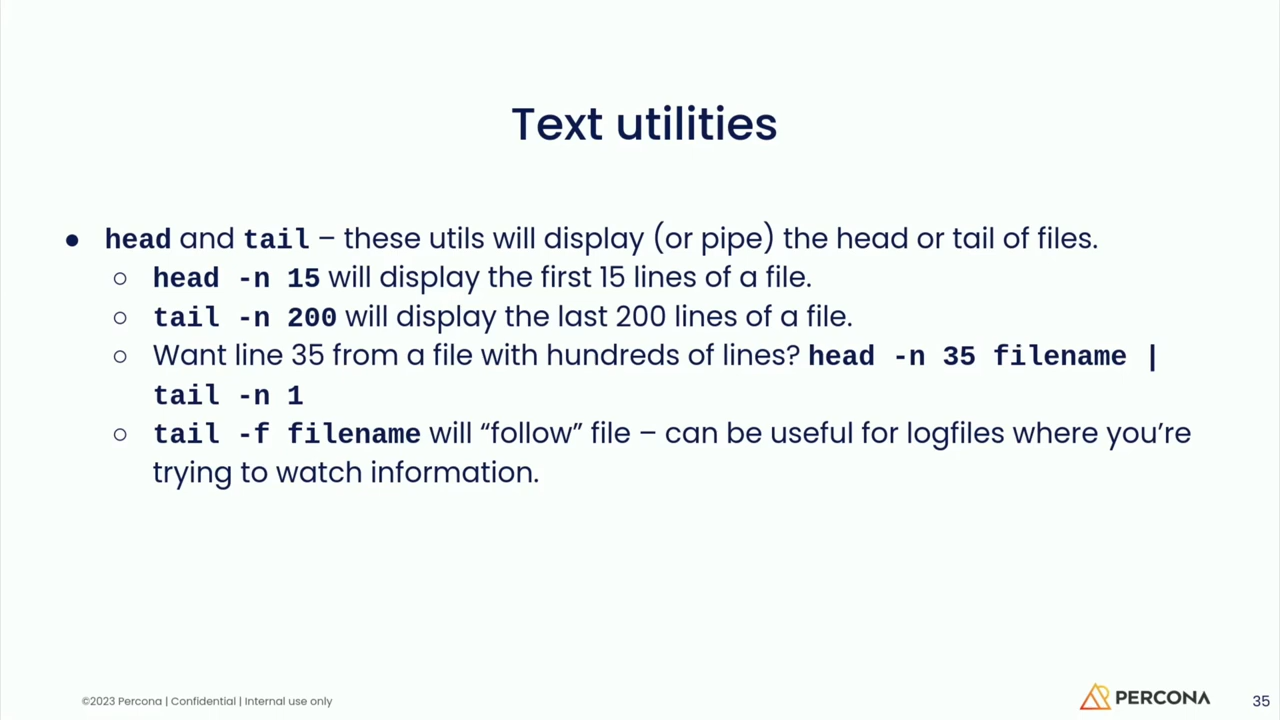 Text utilities
● head and tail – these utils will display (or pipe) the head or tail of files.
○ head -n 15 will display the first 15 lines of a file.
○ tail -n 200 will display the last 200 lines of a file.
○ Want line 35 from a file with hundreds of lines? head -n 35 filename |
tail -n 1
○ tail -f filename will “follow” file – can be useful for logfiles where you’re
trying to watch information.
©2023 Percona | Confidential | Internal use only
PERCONA
35